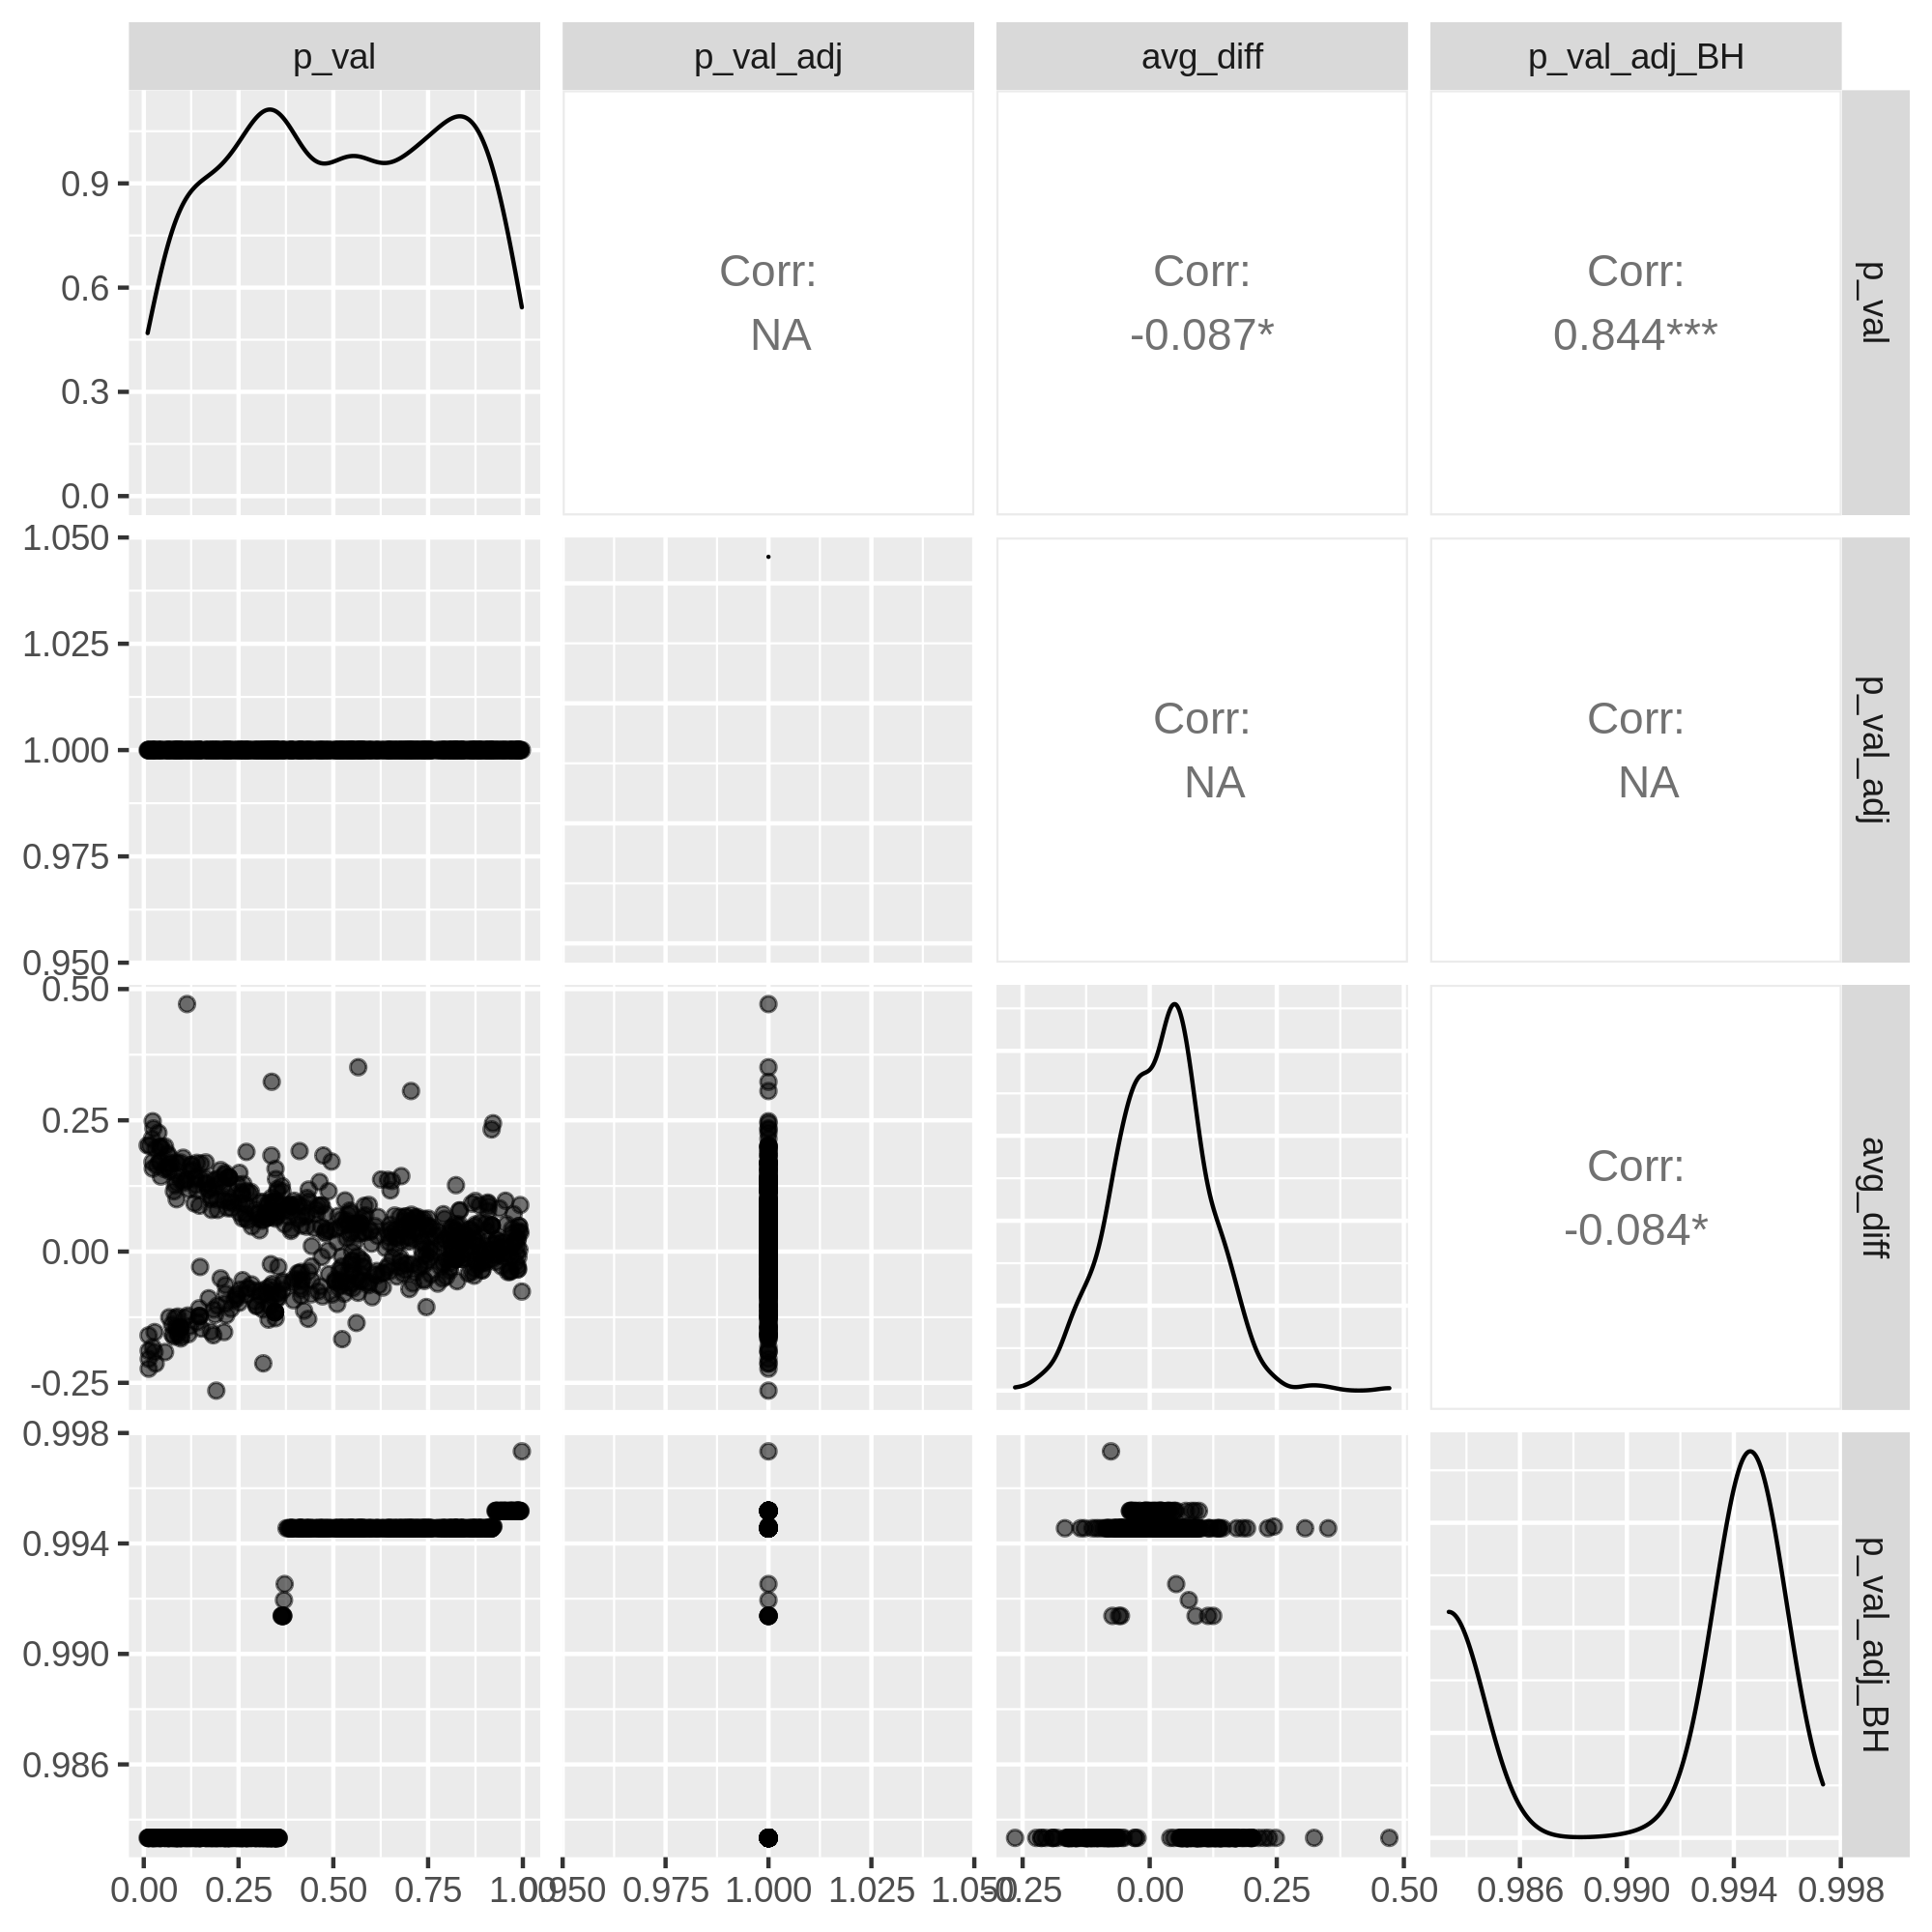 p_val
p_val_adj
avg_diff
p_val_adj_BH
0.9
0.6
0.3
0.0
Corr:
NA
Corr:
-0.087*
Corr:
0.844***
p_val
1.050
1.025
1.000
0.975
0.950
Corr:
NA
Corr:
NA
p_val_adj
0.50
0.25
0.00
-0.25
Corr:
-0.084*
avg_diff
0.998
0.994
0.990
0.986
p_val_adj_BH
0.00 0.25 0.50 0.75 1.00
0.950 0.975 1.000 1.025 1.050
-0.25 0.00 0.25 0.50
0.986 0.990 0.994 0.998